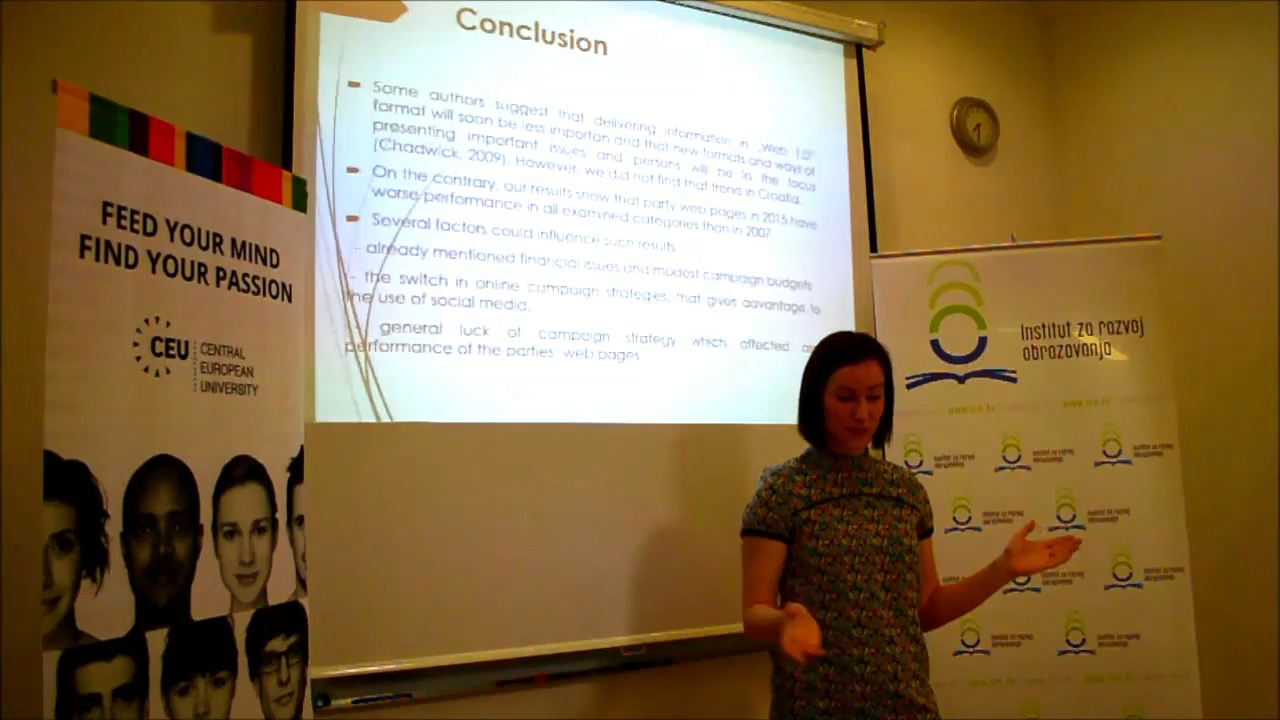 Conclusion
Some authors suggest that delivering information in „Web 1.0"
format will soon be less importan and that new formats and ways of
presenting important issues and persons will be in the focus
(Chadwick, 2009). However, we did not find that trend in Croatia.
On the contrary, our results show that party web pages in 2015 have
worse performance in all examined categories than in 2007
Several factors could influence such results
- already mentioned financial issues and modest campaign budgets
- the switch in online campaign strategies, that gives advantage to
the use of social media,
general luck of campaign strategy which affected
performance of the parties web pages
FEED YOUR MIND
FIND YOUR PASSION
CEU
CENTRAL
EUROPEAN
UNIVERSITY
Institut za razvoj
obrazovanja